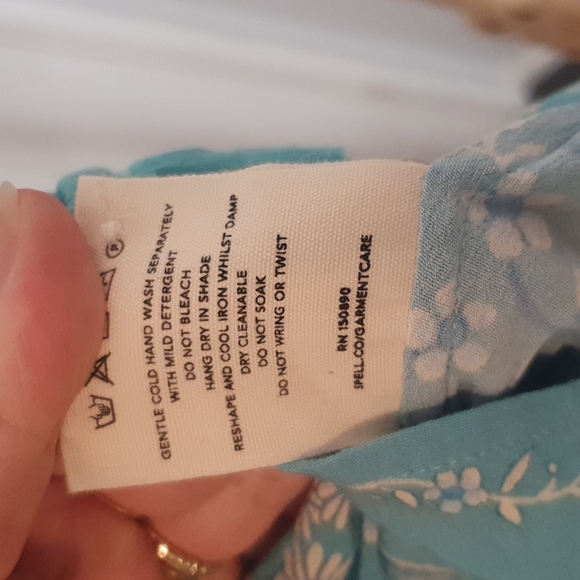 GENTLE COLD HAND WASH SEPARATELY
WITH MILD DETERGENT
DO NOT BLEACH
HANG DRY IN SHADE
RESHAPE AND COOL IRON WHILST DAMP
DRY CLEANABLE
DO NOT SOAK
DO NOT WRING OR TWIST
RN 150890
SPELL.CO/GARMENTCARE